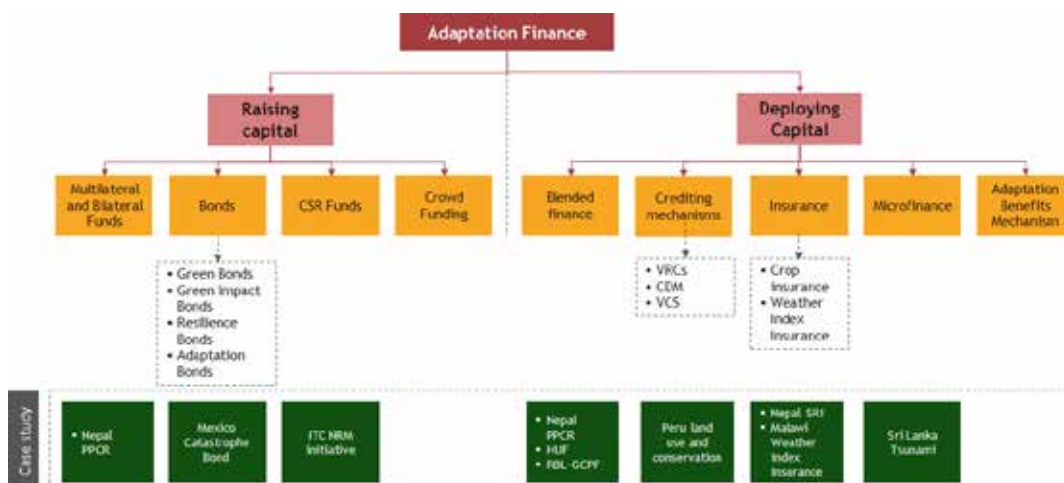 Adaptation Finance
Raising
capital
Deploying
Capital
Multilateral
and Bilateral
Funds
Bonds
CSR Funds
Crowd
Funding
Blended
finance
Crediting
mechanisms
Insurance
Microfinance
Adaptation
Benefits
Mechanism
• Green Bonds
• Green Impact
Bonds
• Resilience
Bonds
• Adaptation
Bonds
• VRCs
• CDM
• VCS
• Crop
Insurance
• Weather
Index
Insurance
Case study
• Nepal
PPCR
Mexico
Catastrophe
Bond
ITC NRM
Initiative
• Nepal
PPCR
• HUF
• RBL-GCPF
Peru land
use and
conservation
• Nepal SRI
• Malawi
Weather
Index
Insurance
Sri Lanka
Tsunami